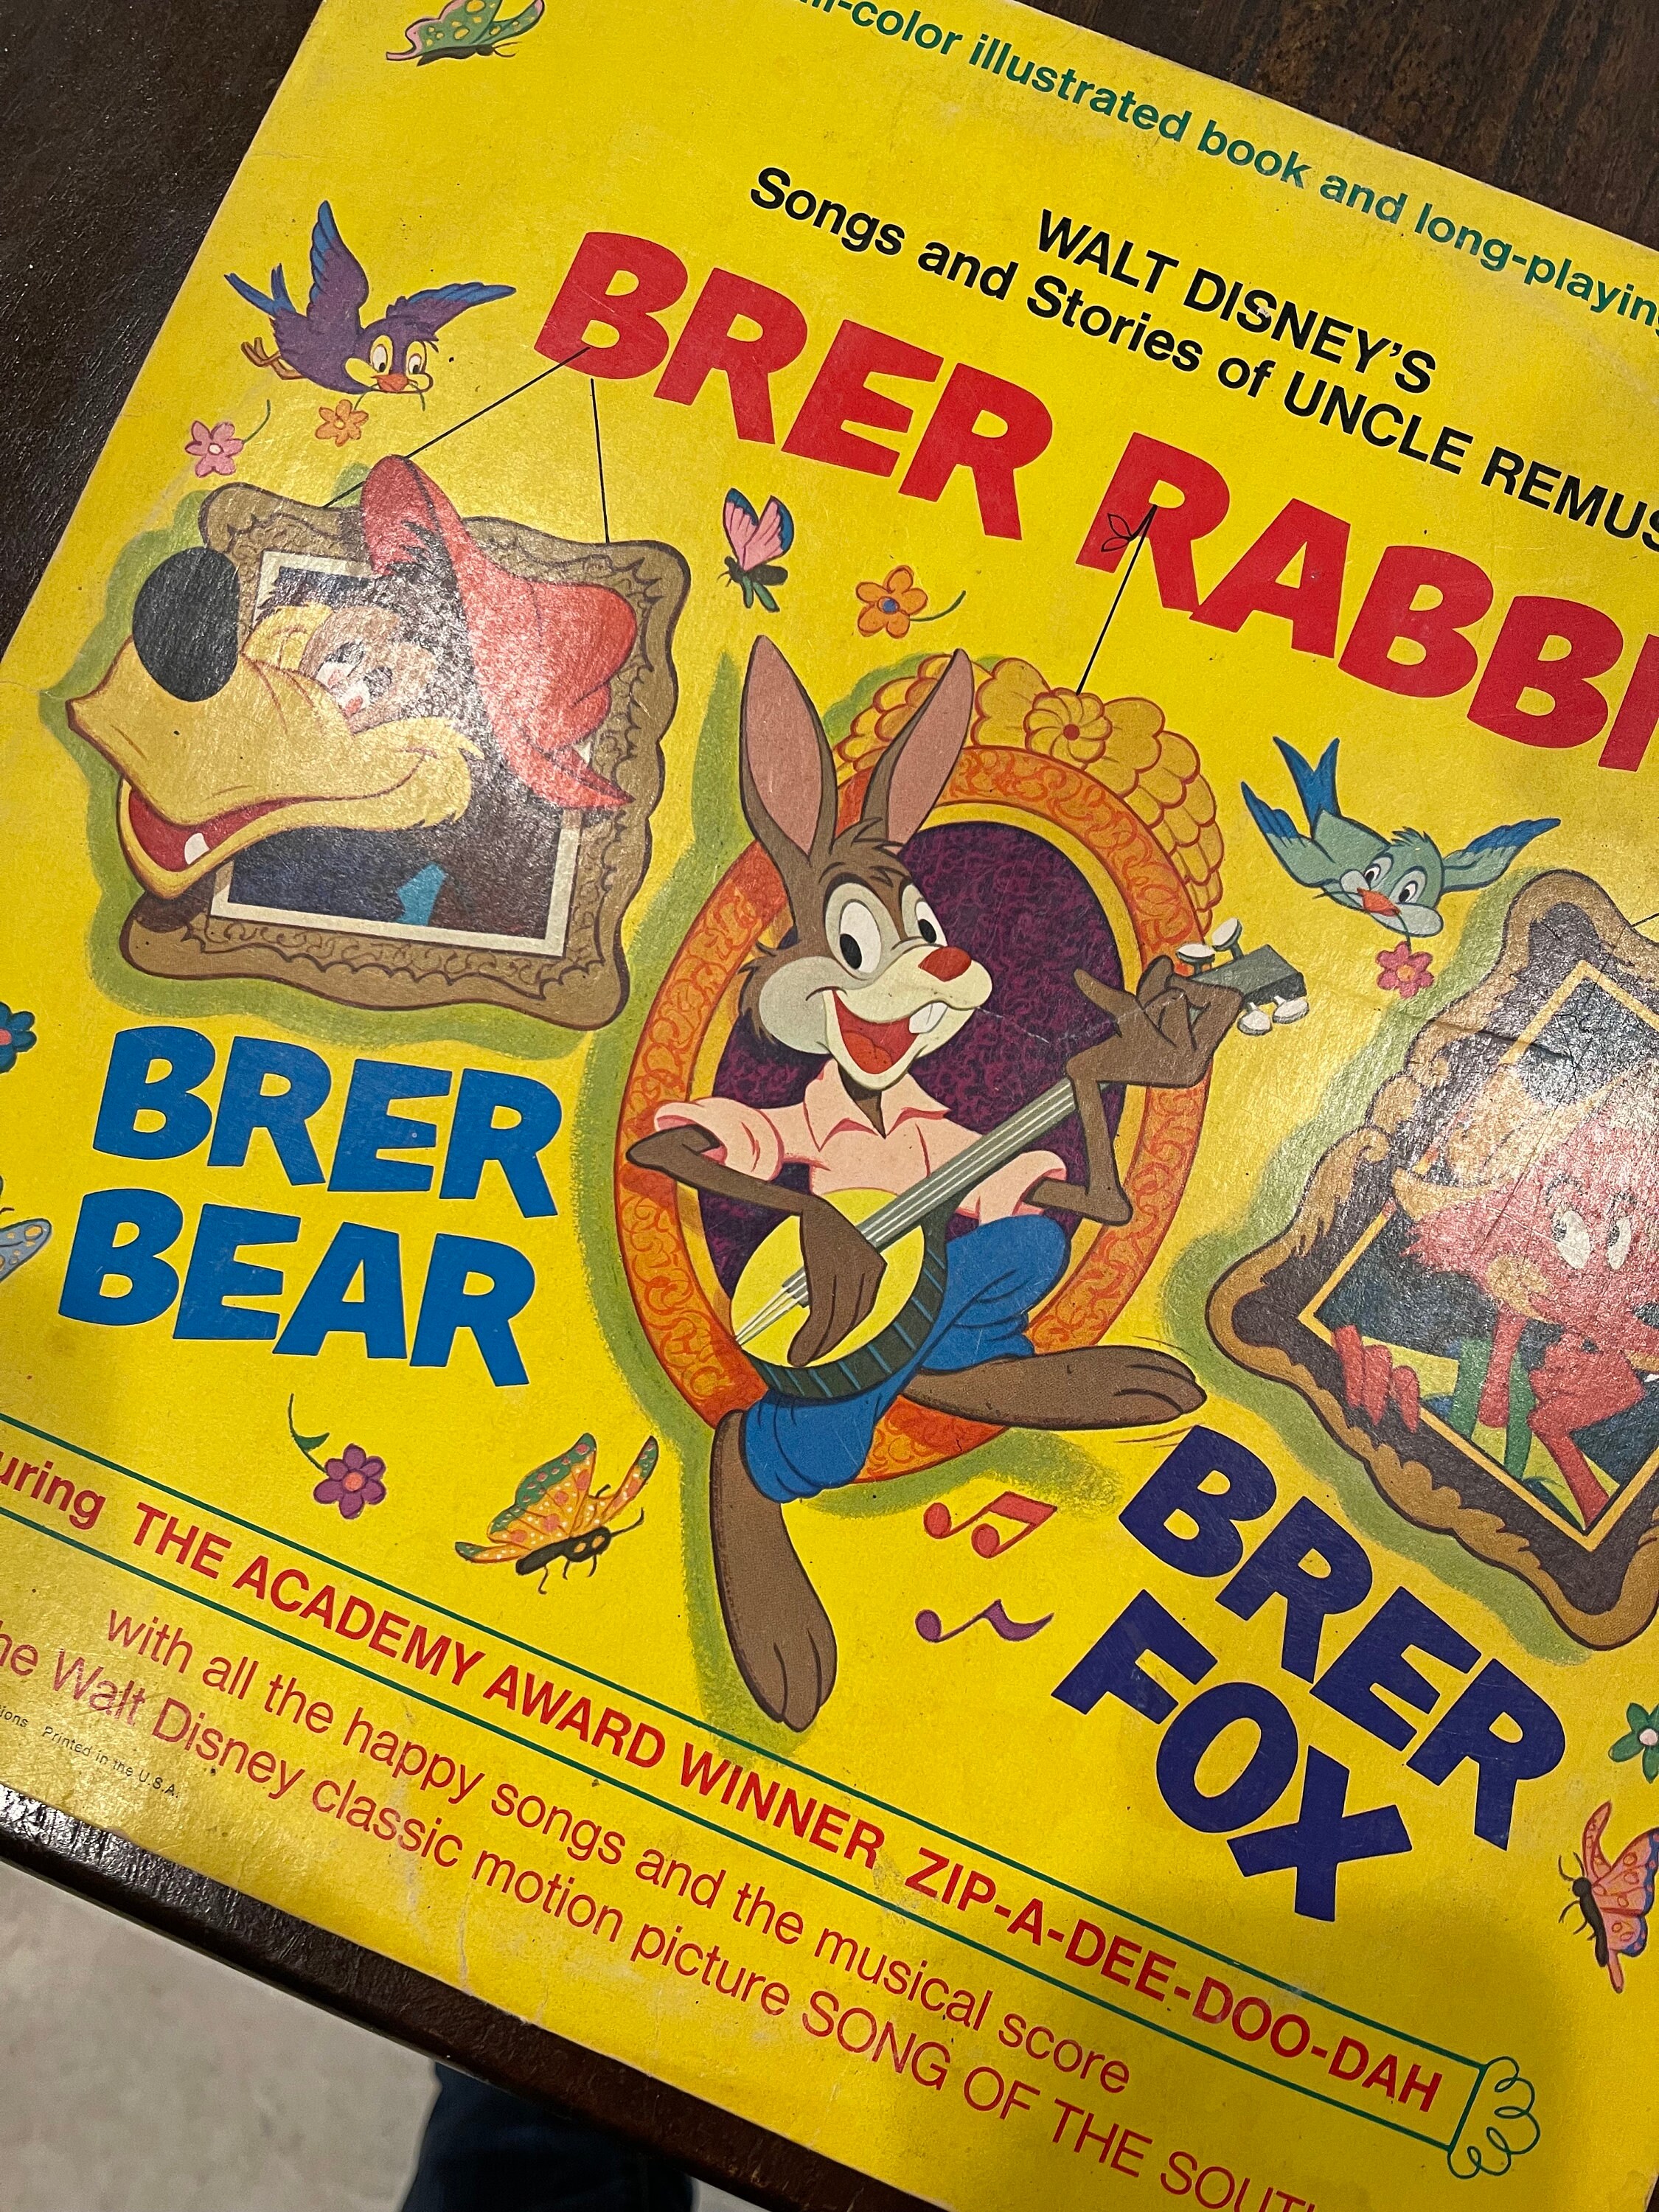 -color illustrated book and long-playing
WALT DISNEY'S
Songs and Stories of UNCLE REMUS
BRER RABBI
BRER
BEAR
BRER
FOX
uring THE ACADEMY AWARD WINNER ZIP-A-DEE-DOO-DAH
with all the happy songs and the musical score
he Walt Disney classic motion picture SONG OF THE SOUTH
ions Printed in the U.S.A.